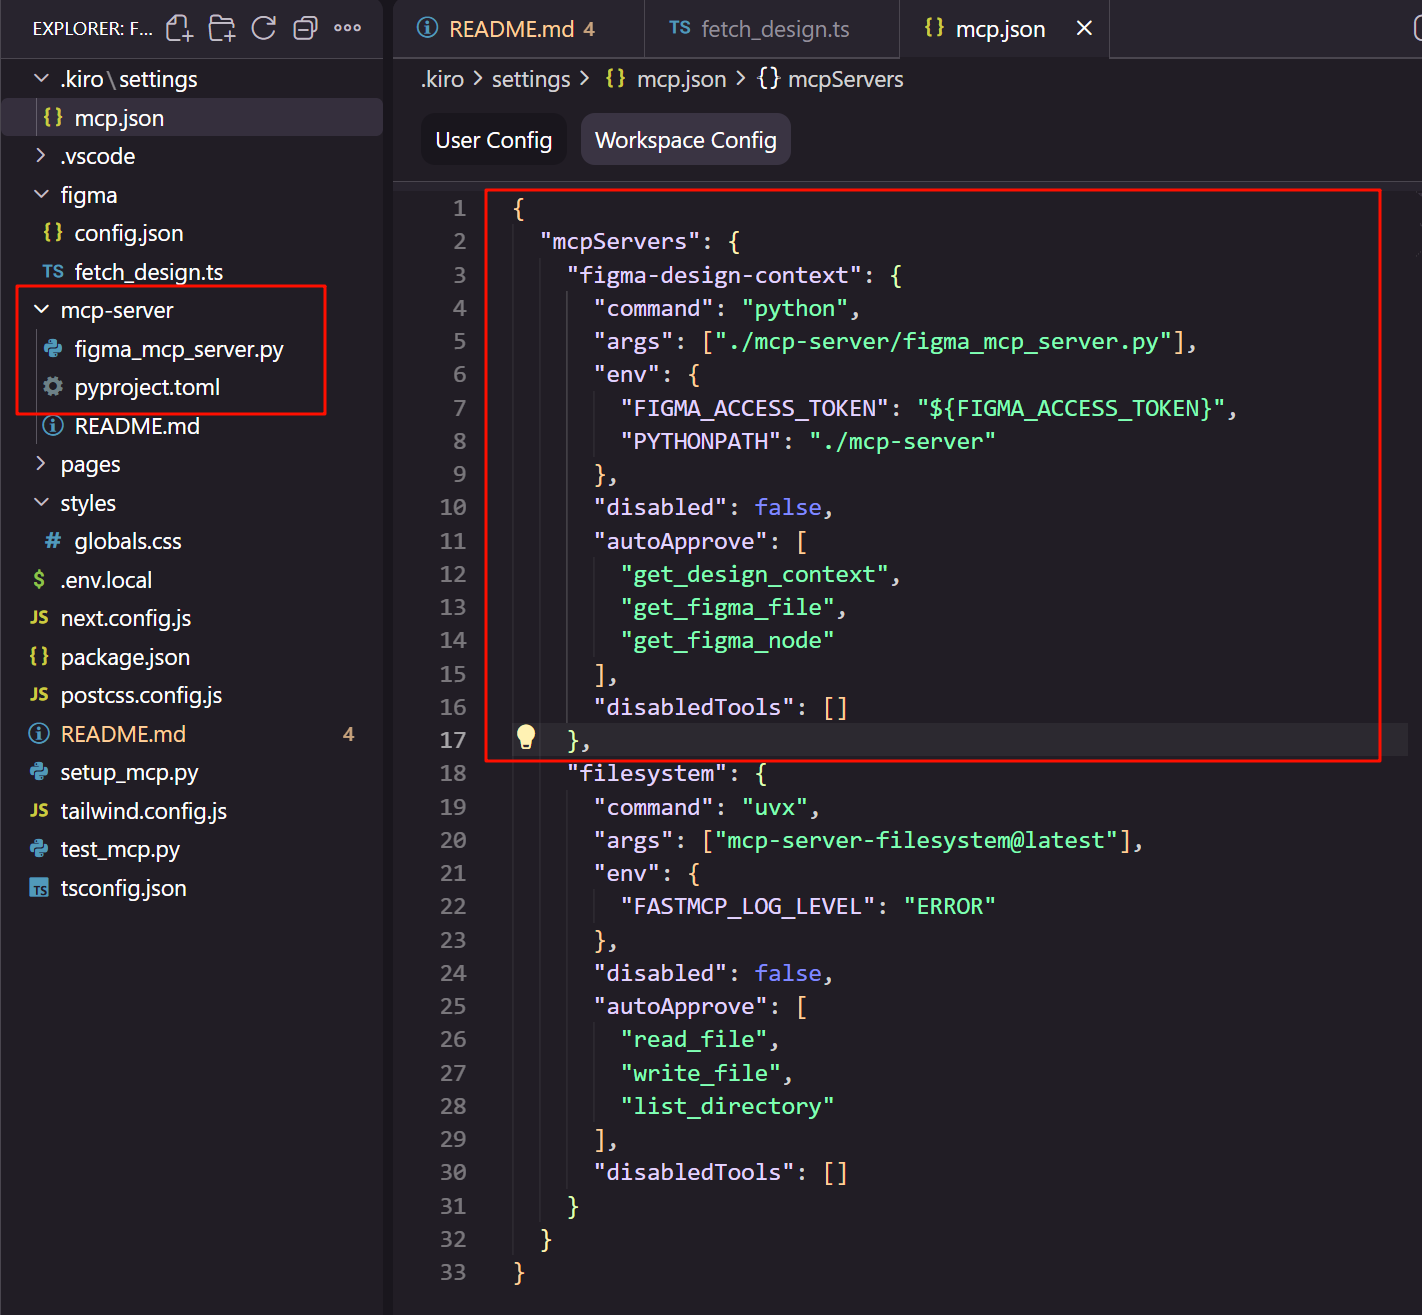 EXPLORER: F...
.kiro\settings
mcp.json
.vscode
figma
config.json
TS fetch_design.ts
mcp-server
figma_mcp_server.py
pyproject.toml
README.md
pages
styles
# globals.css
$ .env.local
JS next.config.js
{} package.json
JS postcss.config.js
README.md 4
setup_mcp.py
JS tailwind.config.js
test_mcp.py
TS tsconfig.json
README.md 4
TS fetch_design.ts
{} mcp.json
.kiro > settings > {} mcp.json > {} mcpServers
User Config
Workspace Config
1 {
2 "mcpServers": {
3 "figma-design-context": {
4 "command": "python",
5 "args": ["./mcp-server/figma_mcp_server.py"],
6 "env": {
7 "FIGMA_ACCESS_TOKEN": "${FIGMA_ACCESS_TOKEN}",
8 "PYTHONPATH": "./mcp-server"
9 },
10 "disabled": false,
11 "autoApprove": [
12 "get_design_context",
13 "get_figma_file",
14 "get_figma_node"
15 ],
16 "disabledTools": []
17 },
18 "filesystem": {
19 "command": "uvx",
20 "args": ["mcp-server-filesystem@latest"],
21 "env": {
22 "FASTMCP_LOG_LEVEL": "ERROR"
23 },
24 "disabled": false,
25 "autoApprove": [
26 "read_file",
27 "write_file",
28 "list_directory"
29 ],
30 "disabledTools": []
31 }
32 }
33 }